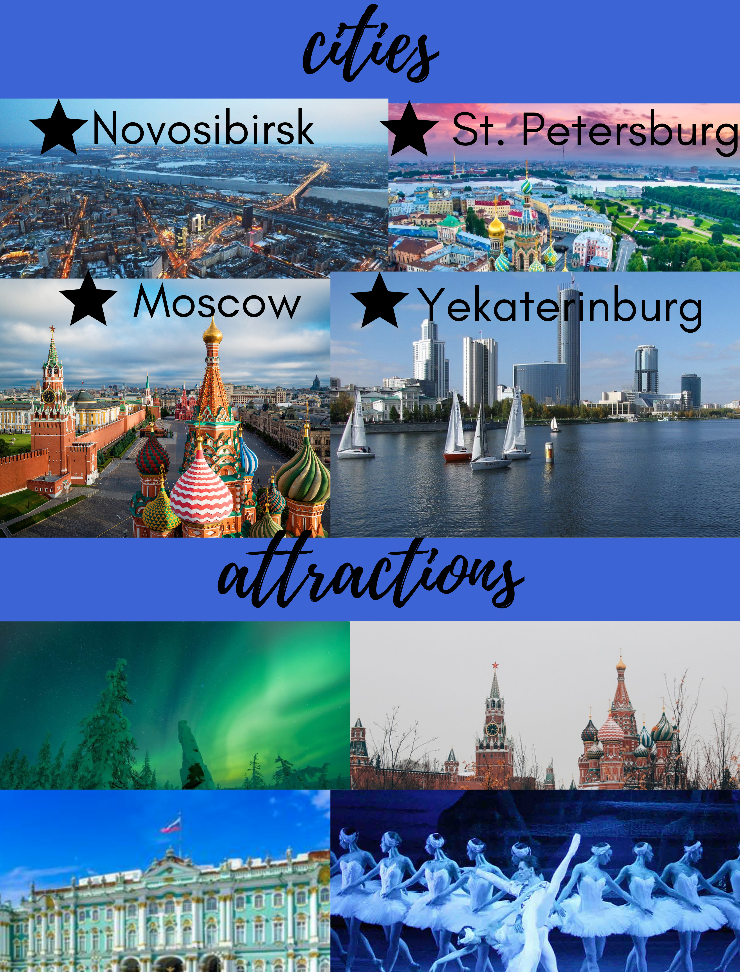 cities
Novosibirsk
St. Petersburg
Moscow
Yekaterinburg
attractions